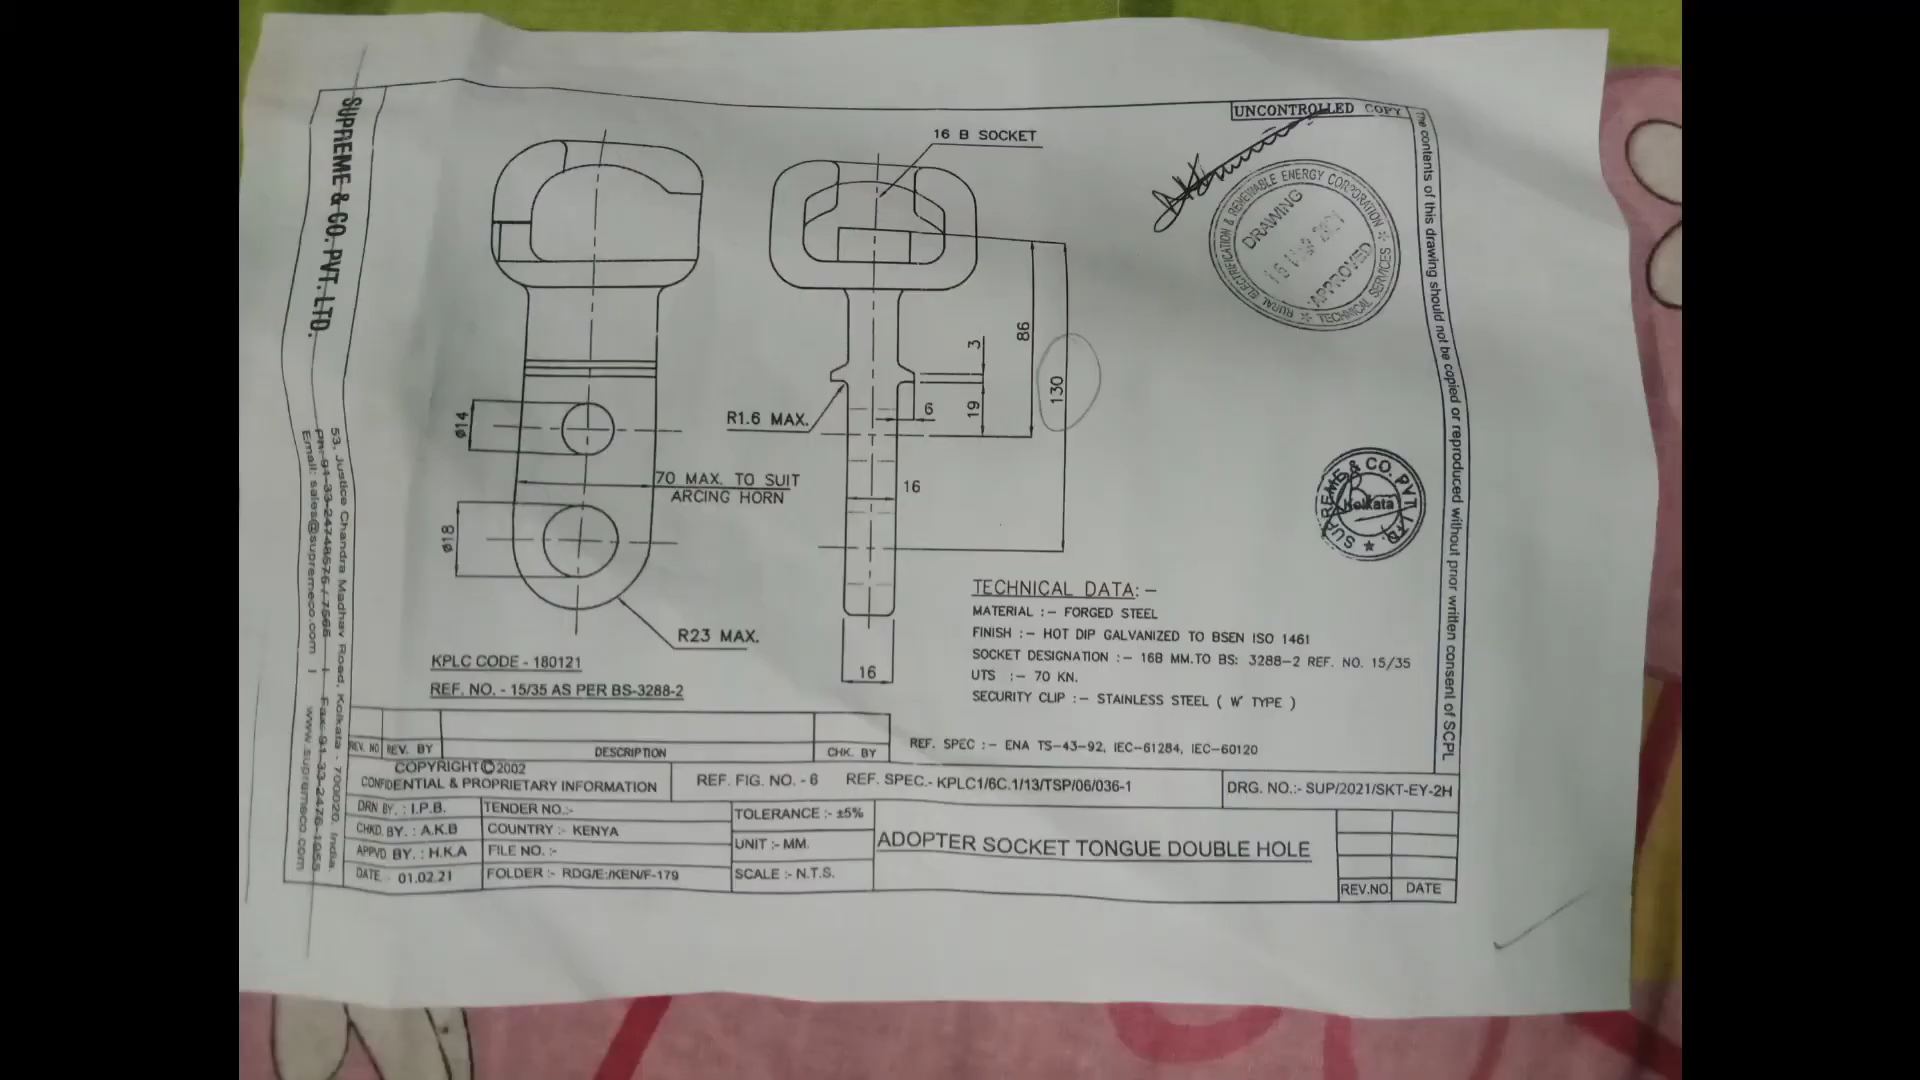 UNCONTROLLED COPY
16 B SOCKET
RURAL ELECTRIFICATION & RENEWABLE ENERGY CORPORATION
TECHNICAL SERVICES
DRAWING
APPROVED
The contents of this drawing should not be copied or reproduced without prior written consent of SCPL
SUPREME & CO. PVT. LTD.
53, Justice Chandra Madhav Road, Kolkata - 700020. India.
Email: sales@supremeco.com | www.supremeco.com
86
3
130
R1.6 MAX.
6
19
ø14
70 MAX. TO SUIT
ARCING HORN
16
ø18
SUPREME & CO. PVT. LTD.
Kolkata
R23 MAX.
16
KPLC CODE - 180121
REF. NO. - 15/35 AS PER BS-3288-2
TECHNICAL DATA: -
MATERIAL :- FORGED STEEL
FINISH :- HOT DIP GALVANIZED TO BSEN ISO 1461
SOCKET DESIGNATION :- 16B MM.TO BS: 3288-2 REF. NO. 15/35
UTS :- 70 KN.
SECURITY CLIP :- STAINLESS STEEL ( W' TYPE )
REF. SPEC :- ENA TS-43-92, IEC-61284, IEC-60120
REV. NO REV. BY DESCRIPTION CHK. BY
COPYRIGHT©2002
CONFIDENTIAL & PROPRIETARY INFORMATION
REF. FIG. NO. - 6 REF. SPEC.- KPLC1/6C.1/13/TSP/06/036-1
DRG. NO.:- SUP/2021/SKT-EY-2H
DRN BY. : I.P.B. TENDER NO.:-
CHKD. BY. : A.K.B COUNTRY :- KENYA
APPVD BY. : H.K.A FILE NO. :-
DATE. - 01.02.21 FOLDER :- RDG/E:/KEN/F-179
TOLERANCE :- ±5%
UNIT :- MM.
SCALE :- N.T.S.
ADOPTER SOCKET TONGUE DOUBLE HOLE
REV.NO. DATE